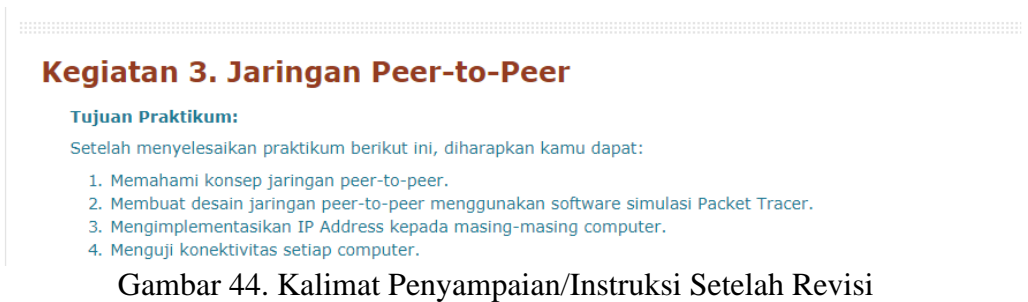 Kegiatan 3. Jaringan Peer-to-Peer
Tujuan Praktikum:
Setelah menyelesaikan praktikum berikut ini, diharapkan kamu dapat:
1. Memahami konsep jaringan peer-to-peer.
2. Membuat desain jaringan peer-to-peer menggunakan software simulasi Packet Tracer.
3. Mengimplementasikan IP Address kepada masing-masing computer.
4. Menguji konektivitas setiap computer.
Gambar 44. Kalimat Penyampaian/Instruksi Setelah Revisi